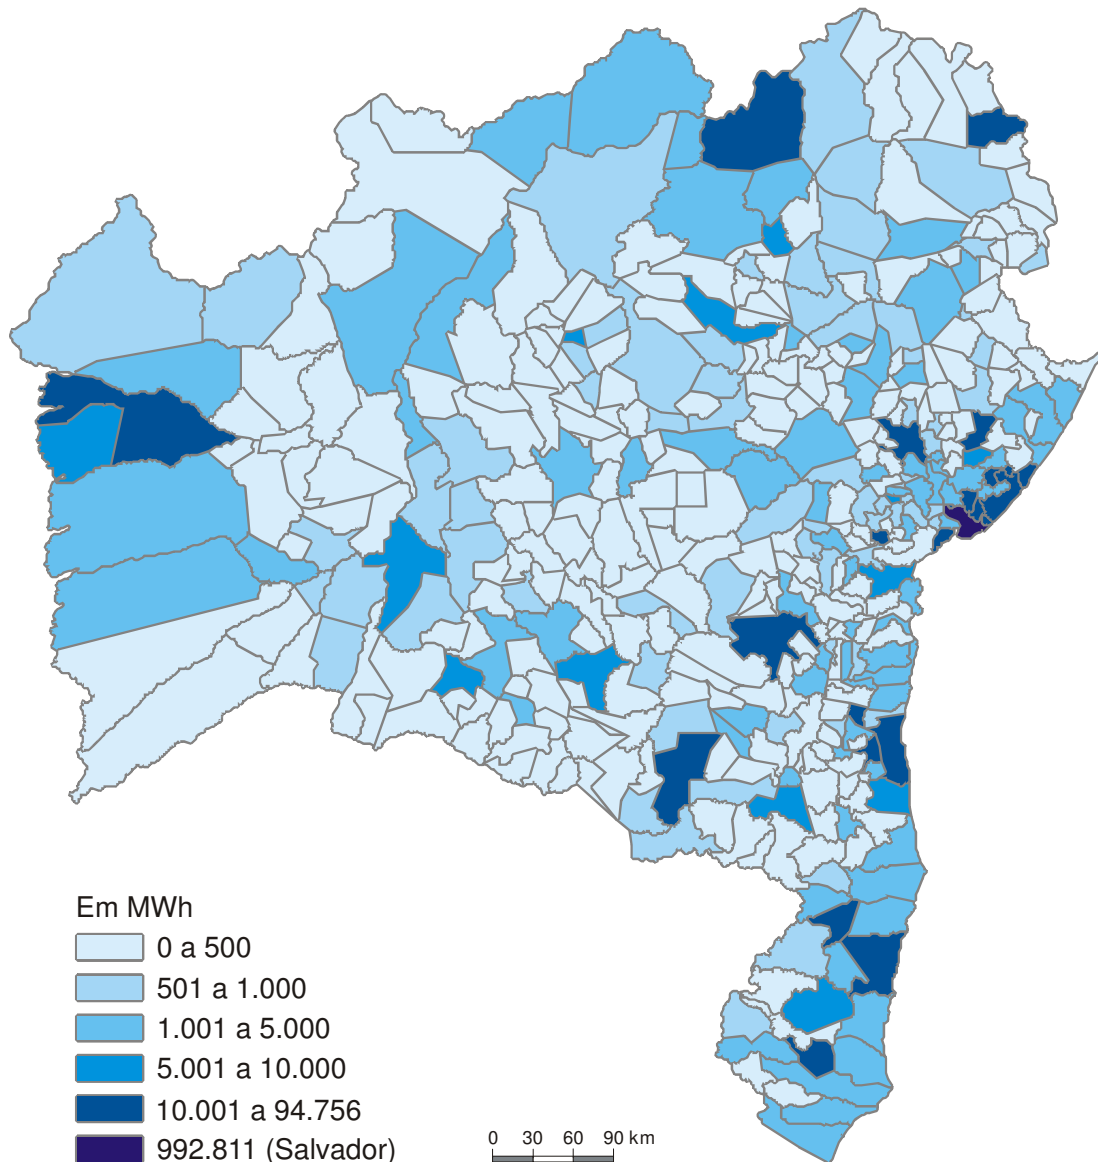 Em MWh
0 a 500
501 a 1.000
1.001 a 5.000
5.001 a 10.000
10.001 a 94.756
992.811 (Salvador)
0 30 60 90 km